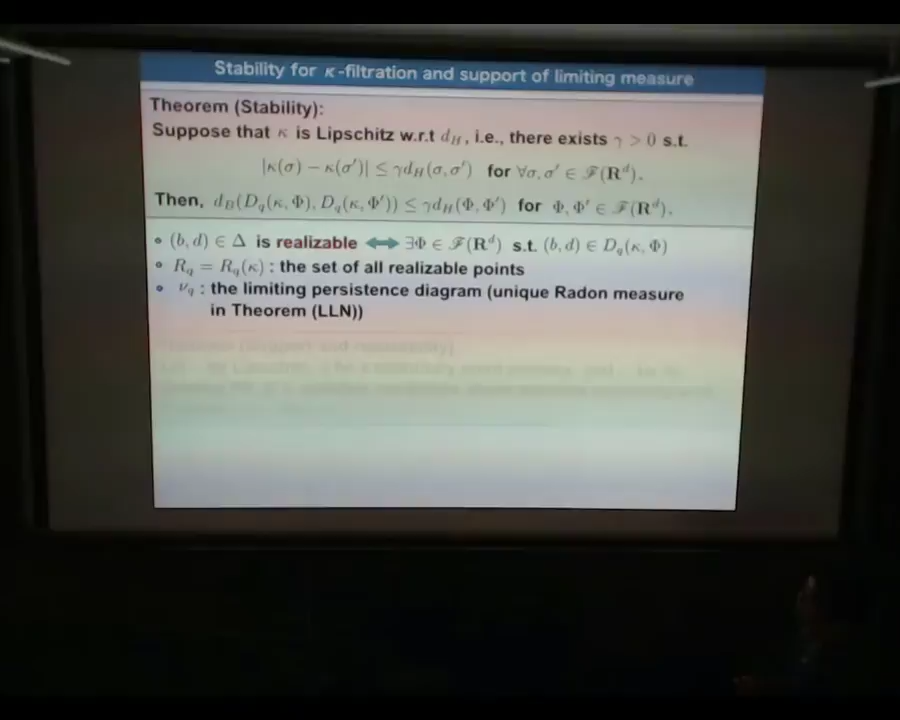 Stability for κ-filtration and support of limiting measure
Theorem (Stability):
Suppose that κ is Lipschitz w.r.t d_H, i.e., there exists γ > 0 s.t.
|κ(σ) − κ(σ′)| ≤ γd_H(σ, σ′) for ∀σ, σ′ ∈ ℱ(R^d).
Then, d_B(D_q(κ, Φ), D_q(κ, Φ′)) ≤ γd_H(Φ, Φ′) for Φ, Φ′ ∈ ℱ(R^d).
• (b, d) ∈ Δ is realizable ⟺ ∃Φ ∈ ℱ(R^d) s.t. (b, d) ∈ D_q(κ, Φ)
• R_q = R_q(κ) : the set of all realizable points
• ν_q : the limiting persistence diagram (unique Radon measure
in Theorem (LLN))